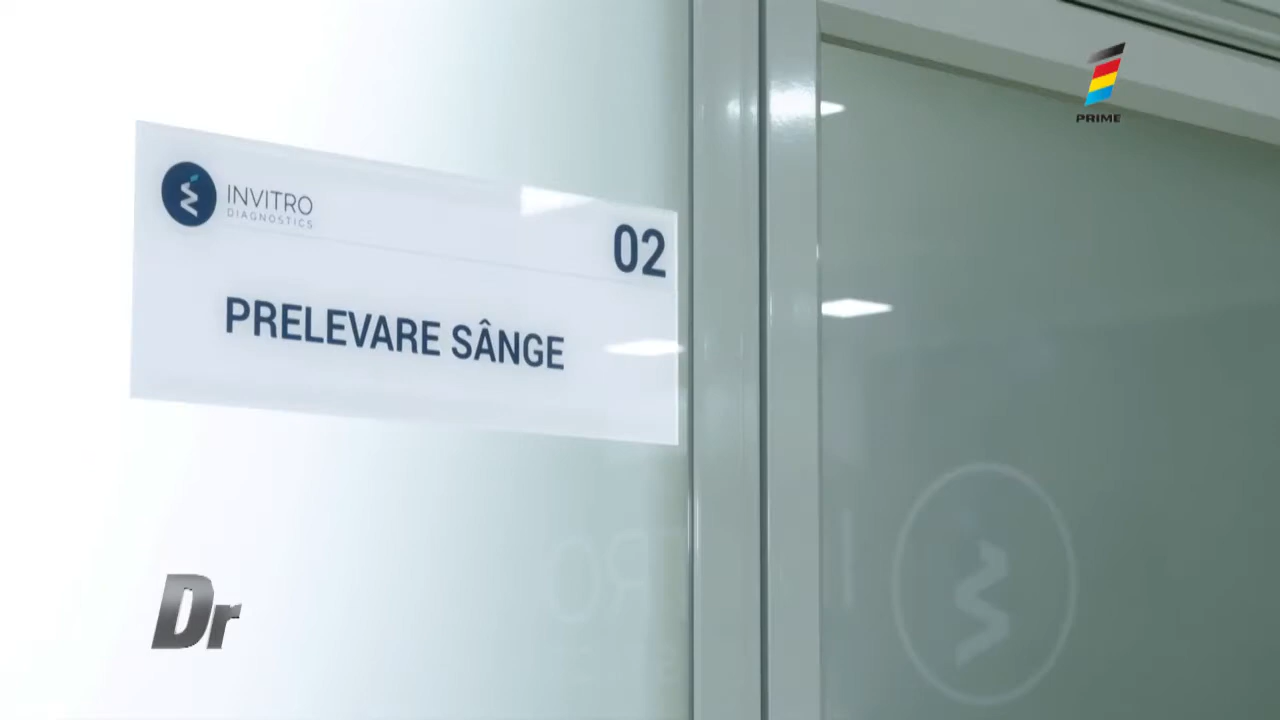 PRIME
INVITRO
DIAGNOSTICS
02
PRELEVARE SÂNGE
Dr